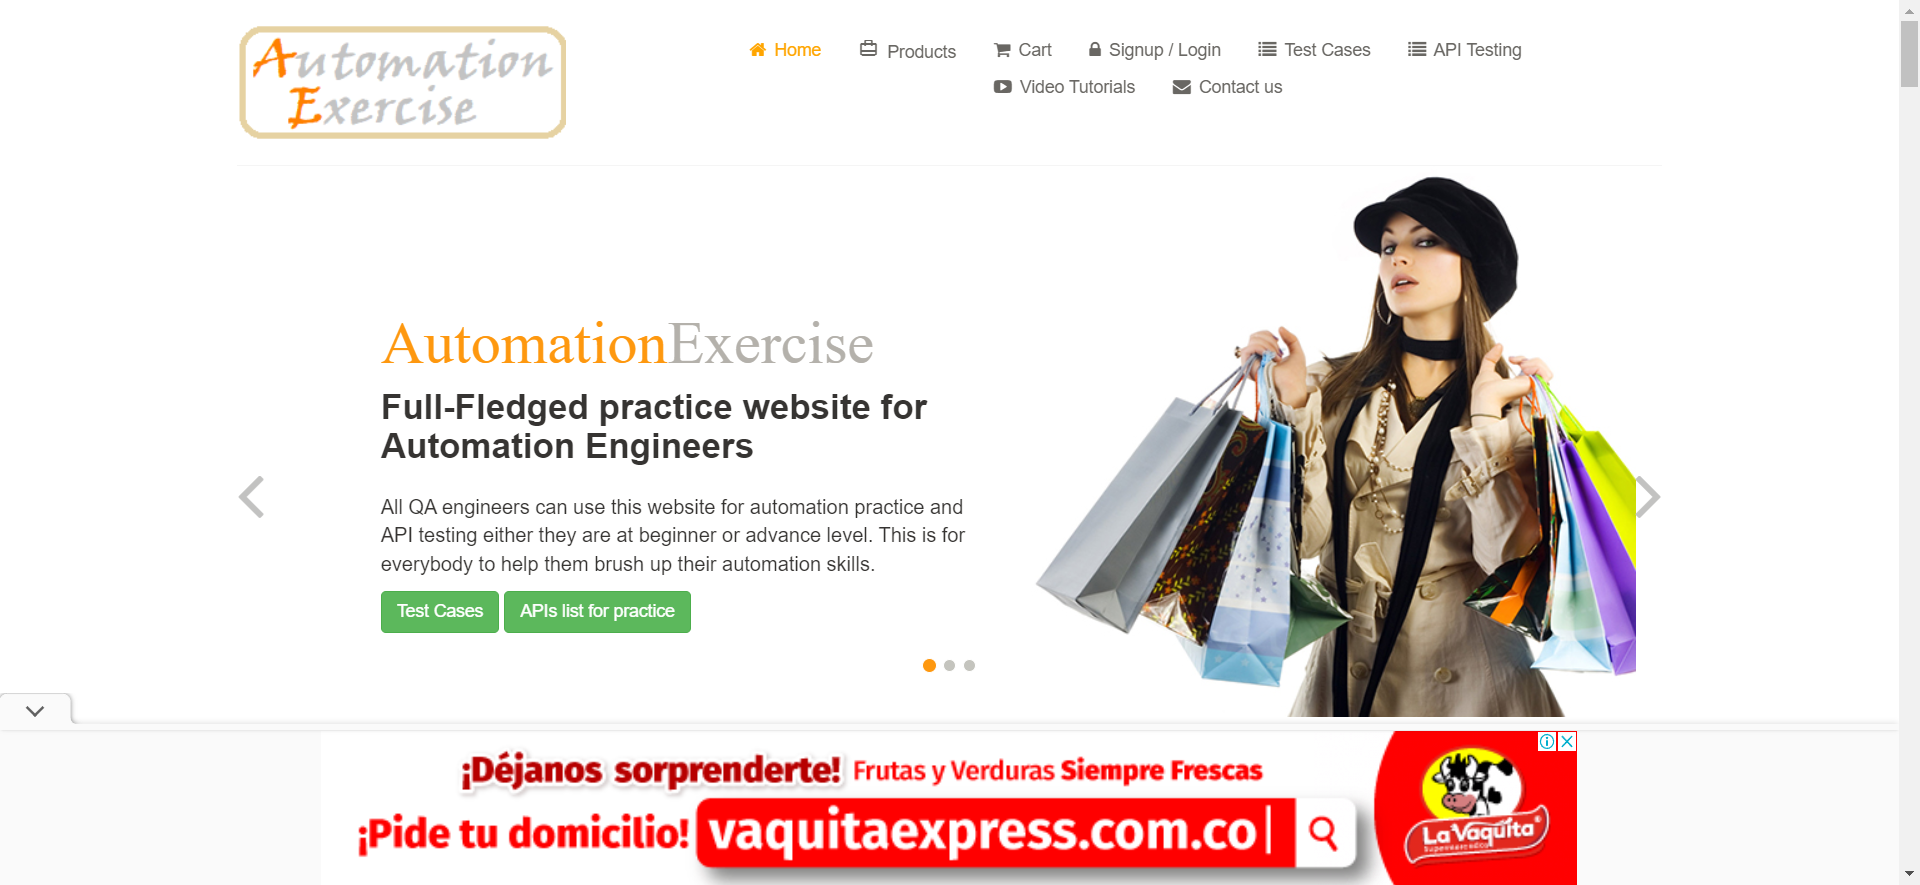 Automation
Exercise
Home
Products
Cart
Signup / Login
Test Cases
API Testing
Video Tutorials
Contact us
AutomationExercise
Full-Fledged practice website for
Automation Engineers
All QA engineers can use this website for automation practice and
API testing either they are at beginner or advance level. This is for
everybody to help them brush up their automation skills.
Test Cases
APIs list for practice
¡Déjanos sorprenderte! Frutas y Verduras Siempre Frescas
¡Pide tu domicilio! vaquitaexpress.com.co
La Vaquita®
Supermercados